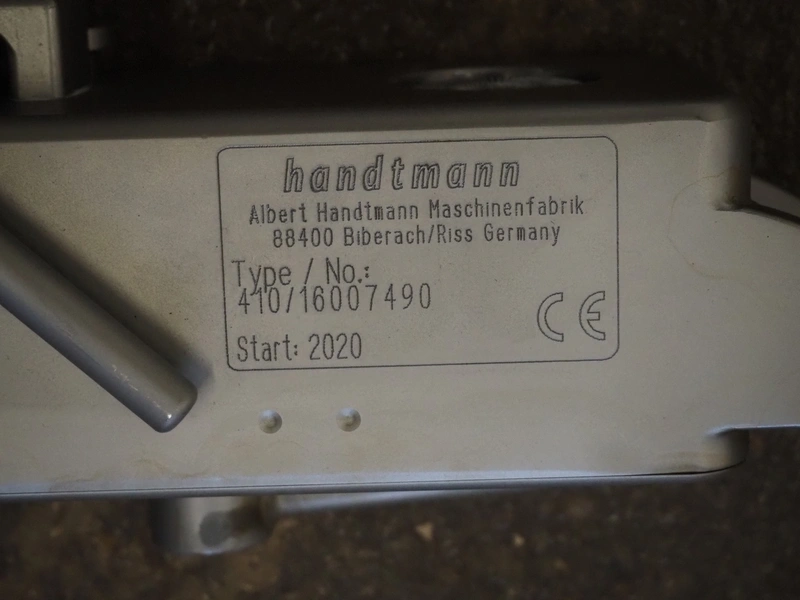 handtmann
Albert Handtmann Maschinenfabrik
88400 Biberach/Riss Germany
Type / No.:
410/16007490
Start: 2020
CE